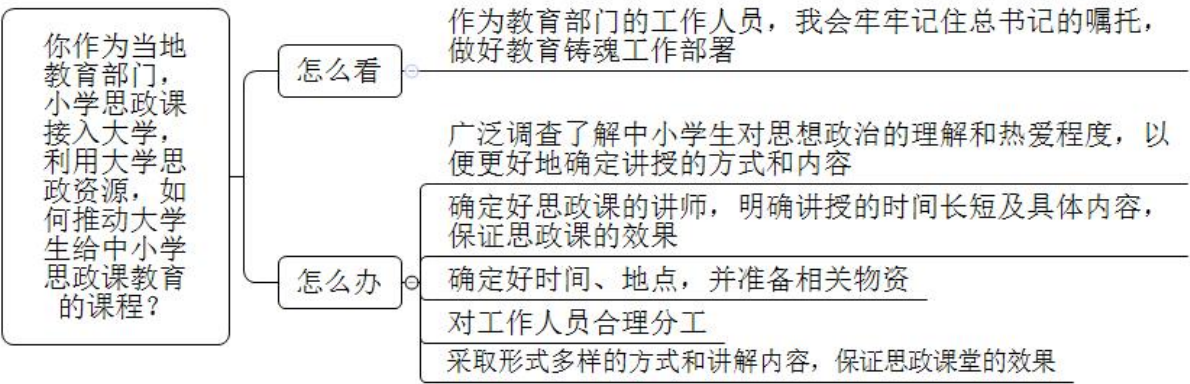 你作为当地
教育部门，
小学思政课
接入大学，
利用大学思
政资源，如
何推动大学
生给中小学
思政课教育
的课程？
怎么看
作为教育部门的工作人员，我会牢牢记住总书记的嘱托，
做好教育铸魂工作部署
怎么办
广泛调查了解中小学生对思想政治的理解和热爱程度，以
便更好地确定讲授的方式和内容
确定好思政课的讲师，明确讲授的时间长短及具体内容，
保证思政课的效果
确定好时间、地点，并准备相关物资
对工作人员合理分工
采取形式多样的方式和讲解内容，保证思政课堂的效果